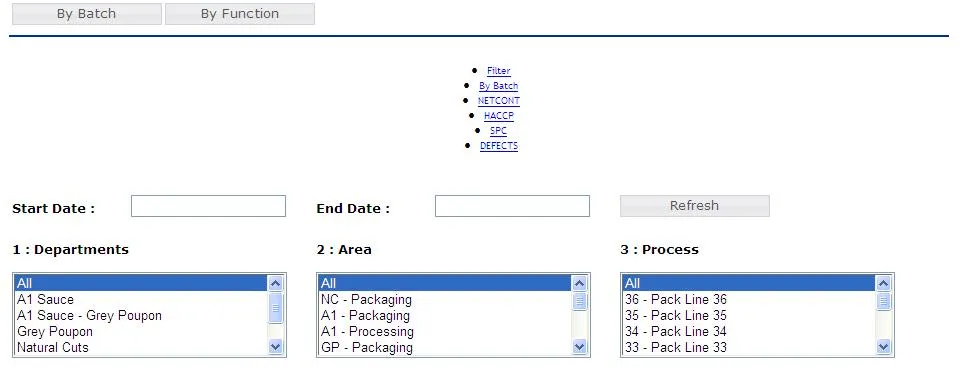 By Batch By Function
Filter
By Batch
NETCONT
HACCP
SPC
DEFECTS
Start Date : End Date : Refresh
1 : Departments 2 : Area 3 : Process
All All All
A1 Sauce NC - Packaging 36 - Pack Line 36
A1 Sauce - Grey Poupon A1 - Packaging 35 - Pack Line 35
Grey Poupon A1 - Processing 34 - Pack Line 34
Natural Cuts GP - Packaging 33 - Pack Line 33